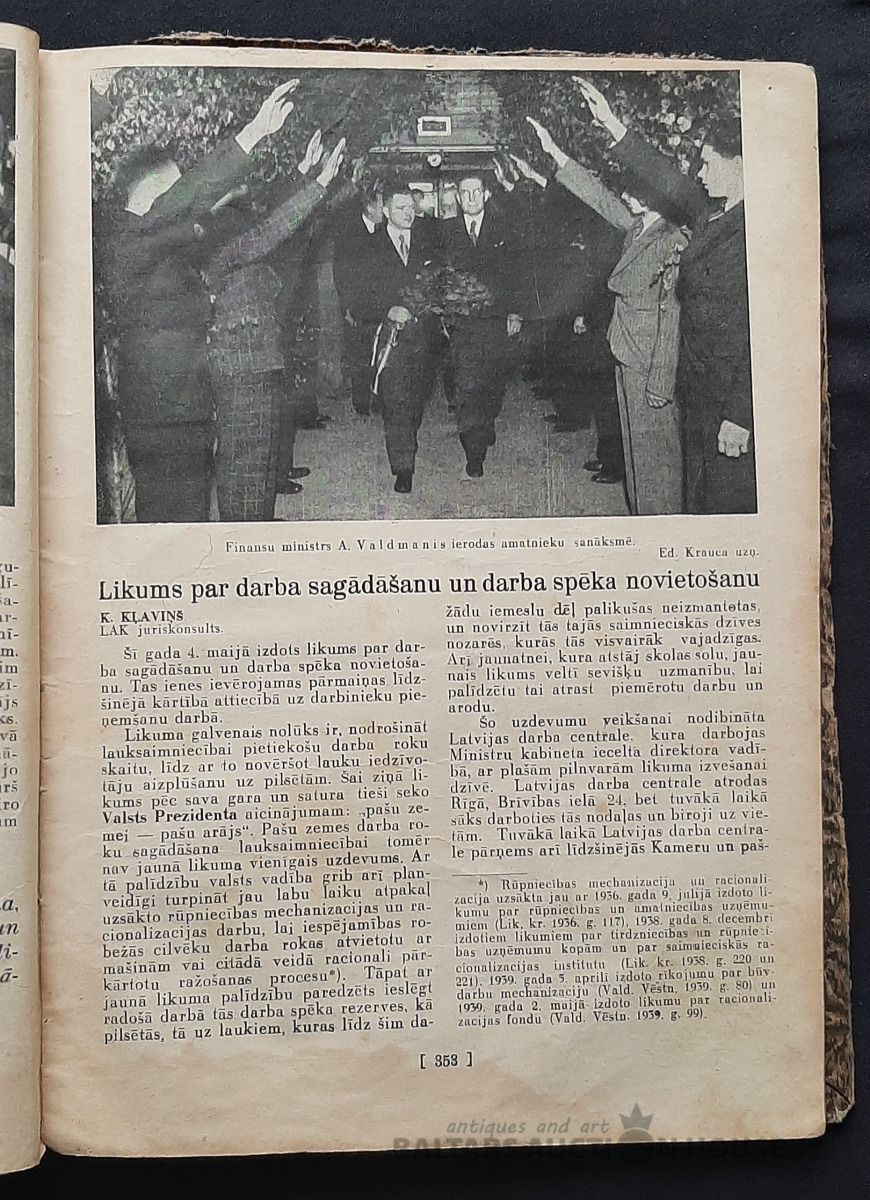 Finansu ministrs A. Valdmanis ierodas amatnieku sanāksmē.
Ed. Krauca uzņ.
Likums par darba sagādāšanu un darba spēka novietošanu
K. KĻAVIŅŠ
LAK juriskonsults.
Šī gada 4. maijā izdots likums par dar-
ba sagādāšanu un darba spēka novietoša-
nu. Tas ienes ievērojamas pārmaiņas līdz-
šinējā kārtībā attiecībā uz darbinieku pie-
ņemšanu darbā.
Likuma galvenais nolūks ir, nodrošināt
lauksaimniecībai pietiekošu darba roku
skaitu, līdz ar to novēršot lauku iedzīvo-
tāju aizplūšanu uz pilsētām. Šai ziņā li-
kums pēc sava gara un satura tieši seko
Valsts Prezidenta aicinājumam: „pašu ze-
mei — pašu arājs“. Pašu zemes darba ro-
ku sagādāšana lauksaimniecībai tomēr
nav jaunā likuma vienīgais uzdevums. Ar
tā palīdzību valsts vadība grib arī plan-
veidīgi turpināt jau labu laiku atpakaļ
uzsākto rūpniecības mechanizacijas un ra-
cionalizacijas darbu, lai iespējamības ro-
bežās cilvēku darba rokas atvietotu ar
mašīnām vai citādā veidā racionali pār-
kārtotu ražošanas procesu*). Tāpat ar
jaunā likuma palīdzību paredzēts ieslēgt
radošā darbā tās darba spēka rezerves, kā
pilsētās, tā uz laukiem, kuras līdz šim da-
žādu iemeslu dēļ palikušas neizmantotas,
un novirzīt tās tajās saimnieciskās dzīves
nozarēs, kurās tās visvairāk vajadzīgas.
Arī jaunatnei, kura atstāj skolas solu, jau-
nais likums veltī sevišķu uzmanību, lai
palīdzētu tai atrast piemērotu darbu un
arodu.
Šo uzdevumu veikšanai nodibināta
Latvijas darba centrale, kura darbojas
Ministru kabineta iecelta direktora vadī-
bā, ar plašām pilnvarām likuma izvešanai
dzīvē. Latvijas darba centrale atrodas
Rīgā, Brīvības ielā 24, bet tuvākā laikā
sāks darboties tās nodaļas un biroji uz vie-
tām. Tuvākā laikā Latvijas darba centra-
le pārņems arī līdzšinējās Kameru un paš-
*) Rūpniecības mechanizacija un racionali-
zacija uzsākta jau ar 1936. gada 9. julijā izdoto li-
kumu par rūpniecības un amatniecības uzņēmu-
miem (Lik. kr. 1936. g. 117), 1938. gada 8. decembrī
izdotiem likumiem par tirdzniecības un rūpniecī-
bas uzņēmumu kopām un par saimnieciskās ra-
cionalizacijas institutu (Lik. kr. 1938. g. 220 un
221), 1939. gada 5. aprilī izdoto rīkojumu par būv-
darbu mechanizaciju (Vald. Vēstn. 1939. g. 80) un
1939. gada 2. maijā izdoto likumu par racionali-
zacijas fondu (Vald. Vēstn. 1939. g. 99).
[ 353 ]
antiques and art
BALTARS AUCTION HOUSE